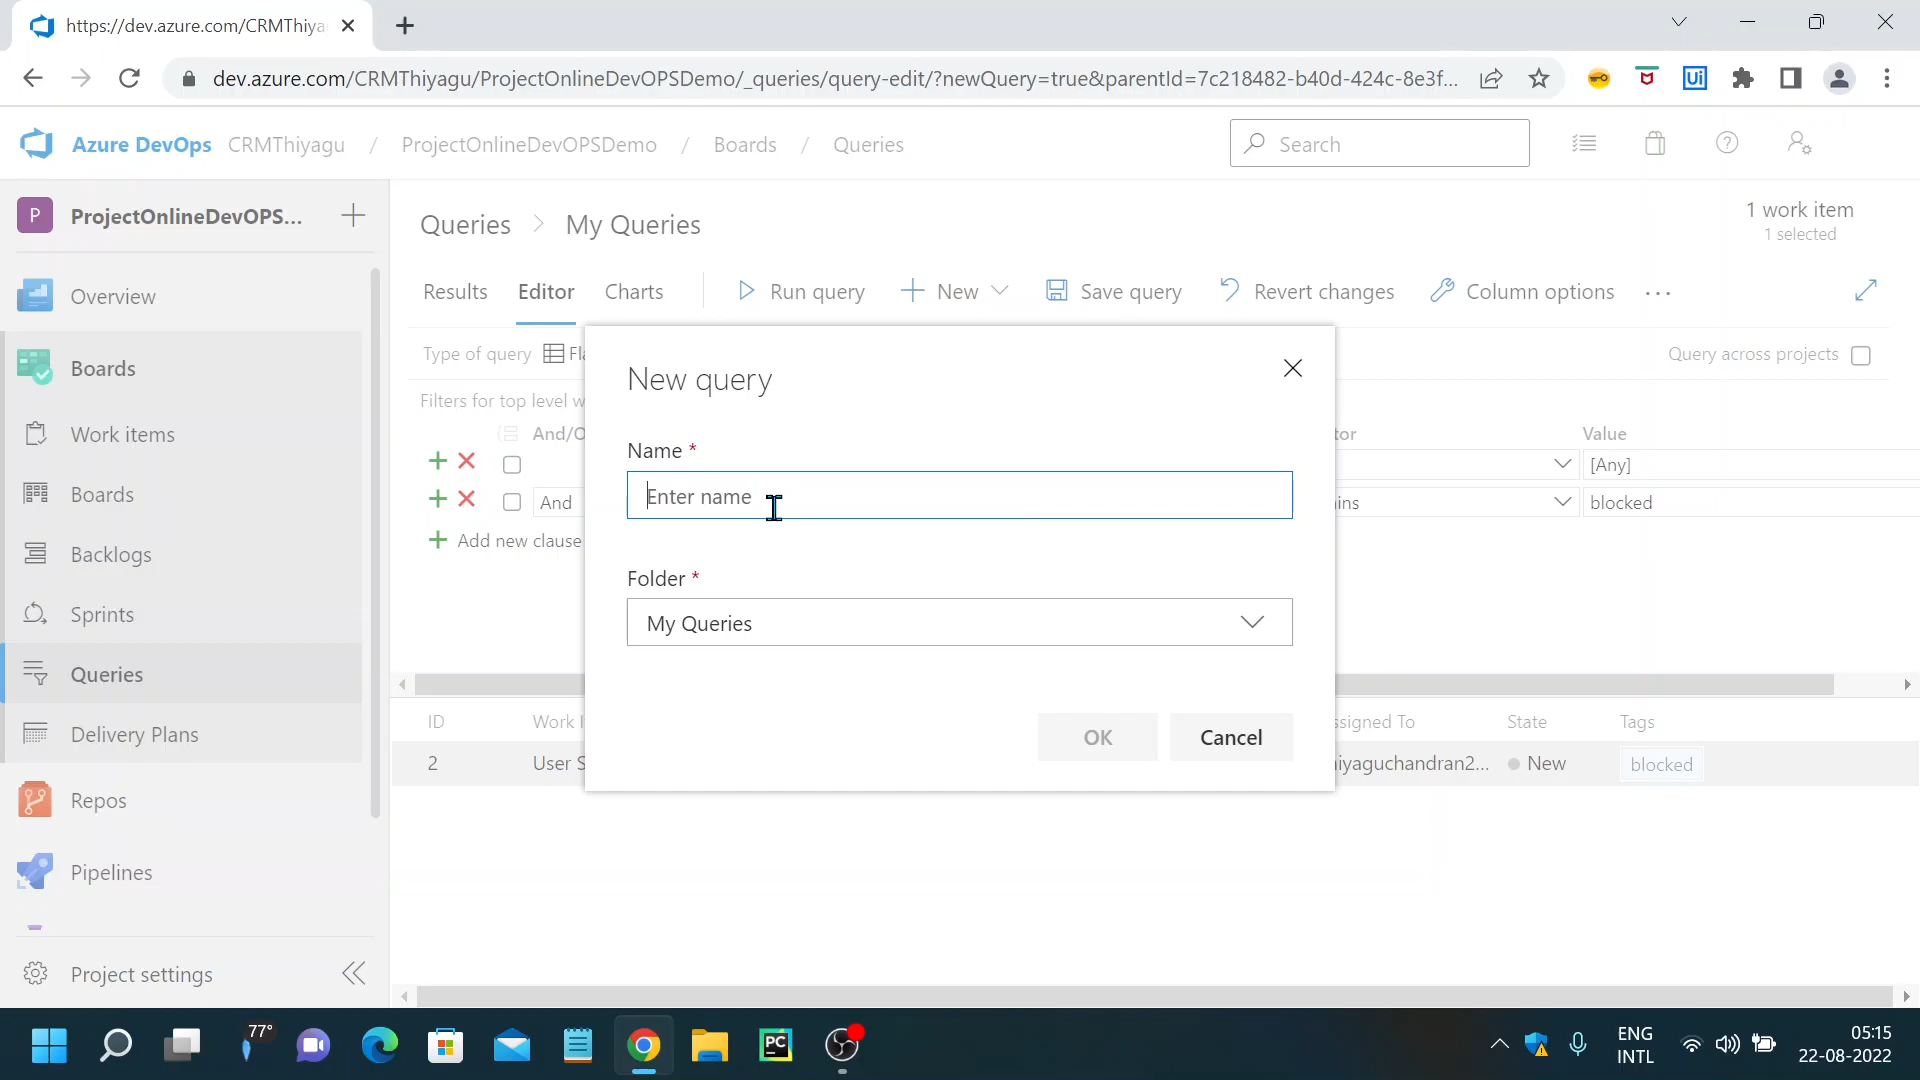 https://dev.azure.com/CRMThiya
dev.azure.com/CRMThiyagu/ProjectOnlineDevOPSDemo/_queries/query-edit/?newQuery=true&parentId=7c218482-b40d-424c-8e3f...
Azure DevOps CRMThiyagu / ProjectOnlineDevOPSDemo / Boards / Queries
Search
P ProjectOnlineDevOPS...
Overview
Boards
Work items
Boards
Backlogs
Sprints
Queries
Delivery Plans
Repos
Pipelines
Project settings
Queries > My Queries
1 work item
1 selected
Results Editor Charts Run query New Save query Revert changes Column options ...
Type of query
Query across projects
Filters for top level
And/O
Value
[Any]
And
blocked
Add new clause
New query
Name *
Enter name
Folder *
My Queries
OK Cancel
ID Work State Tags
2 User S iyaguchandran2... New blocked
77°
Ui
PC
ENG
INTL
05:15
22-08-2022